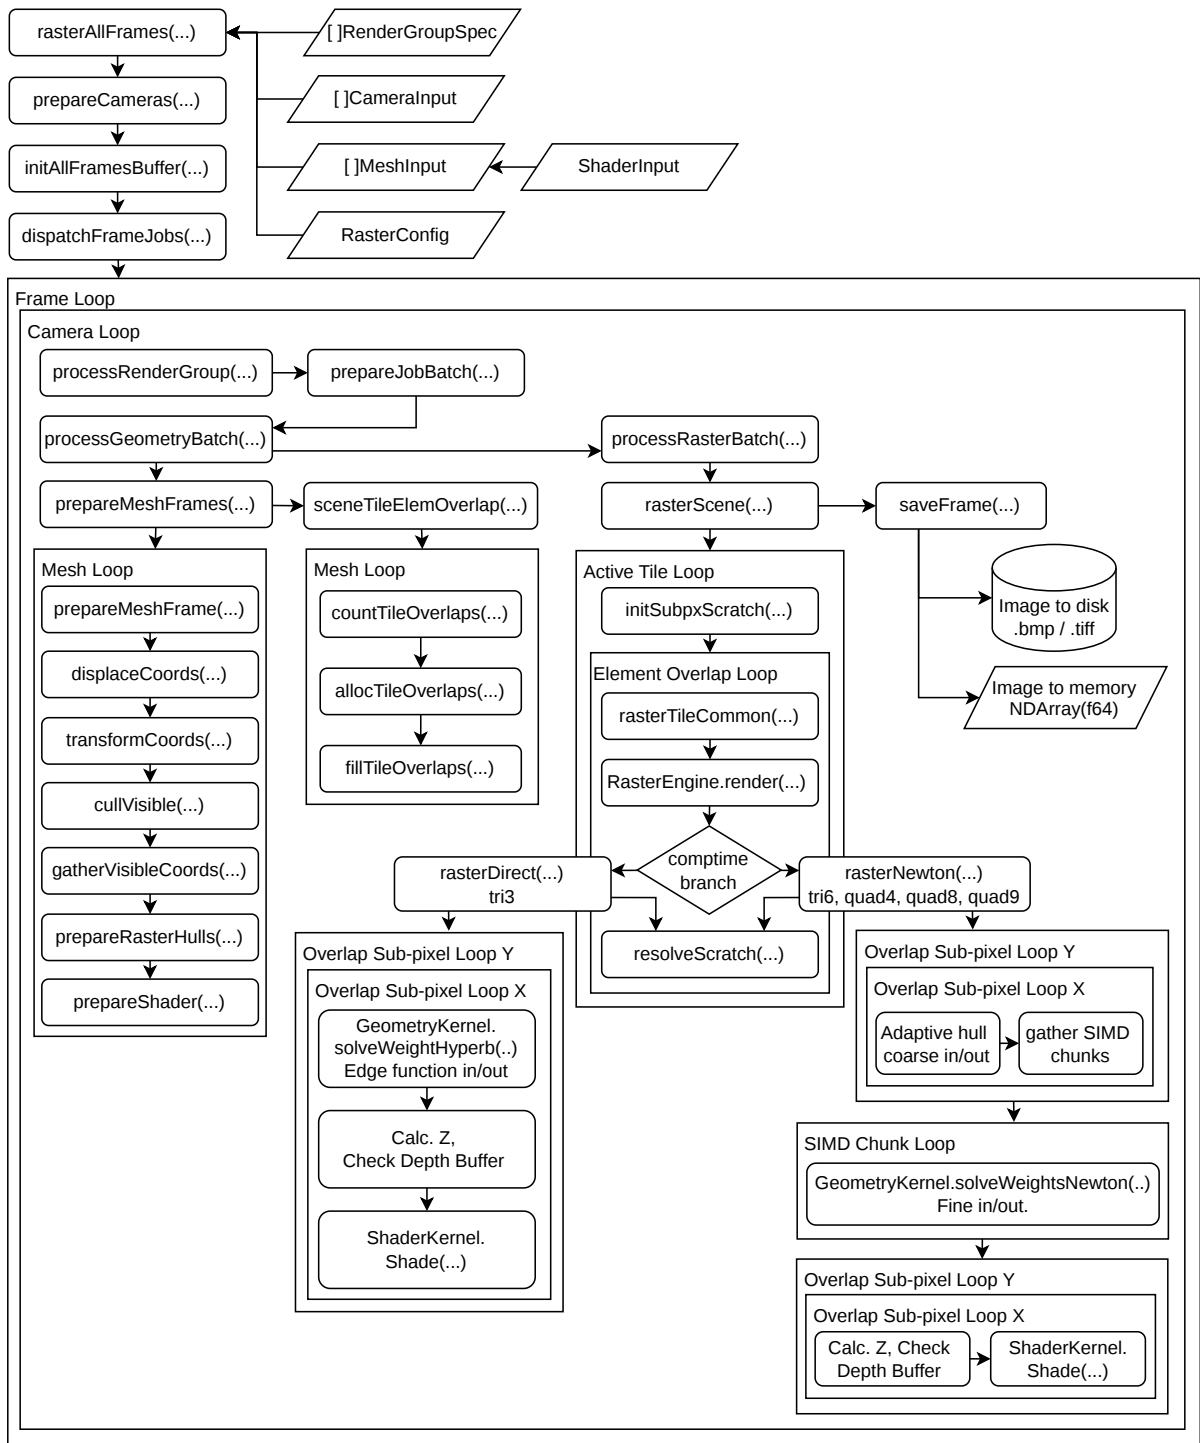 rasterAllFrames(...)
[ ]RenderGroupSpec
prepareCameras(...)
[ ]CameraInput
initAllFramesBuffer(...)
[ ]MeshInput
ShaderInput
dispatchFrameJobs(...)
RasterConfig
Frame Loop
Camera Loop
processRenderGroup(...)
prepareJobBatch(...)
processGeometryBatch(...)
processRasterBatch(...)
prepareMeshFrames(...)
sceneTileElemOverlap(...)
rasterScene(...)
saveFrame(...)
Mesh Loop
prepareMeshFrame(...)
displaceCoords(...)
transformCoords(...)
cullVisible(...)
gatherVisibleCoords(...)
prepareRasterHulls(...)
prepareShader(...)
Mesh Loop
countTileOverlaps(...)
allocTileOverlaps(...)
fillTileOverlaps(...)
Active Tile Loop
initSubpxScratch(...)
Element Overlap Loop
rasterTileCommon(...)
RasterEngine.render(...)
comptime
branch
resolveScratch(...)
Image to disk
.bmp / .tiff
Image to memory
NDArray(f64)
rasterDirect(...)
tri3
Overlap Sub-pixel Loop Y
Overlap Sub-pixel Loop X
GeometryKernel.
solveWeightHyperb(..)
Edge function in/out
Calc. Z,
Check Depth Buffer
ShaderKernel.
Shade(...)
rasterNewton(...)
tri6, quad4, quad8, quad9
Overlap Sub-pixel Loop Y
Overlap Sub-pixel Loop X
Adaptive hull
coarse in/out
gather SIMD
chunks
SIMD Chunk Loop
GeometryKernel.solveWeightsNewton(..)
Fine in/out.
Overlap Sub-pixel Loop Y
Overlap Sub-pixel Loop X
Calc. Z, Check
Depth Buffer
ShaderKernel.
Shade(...)